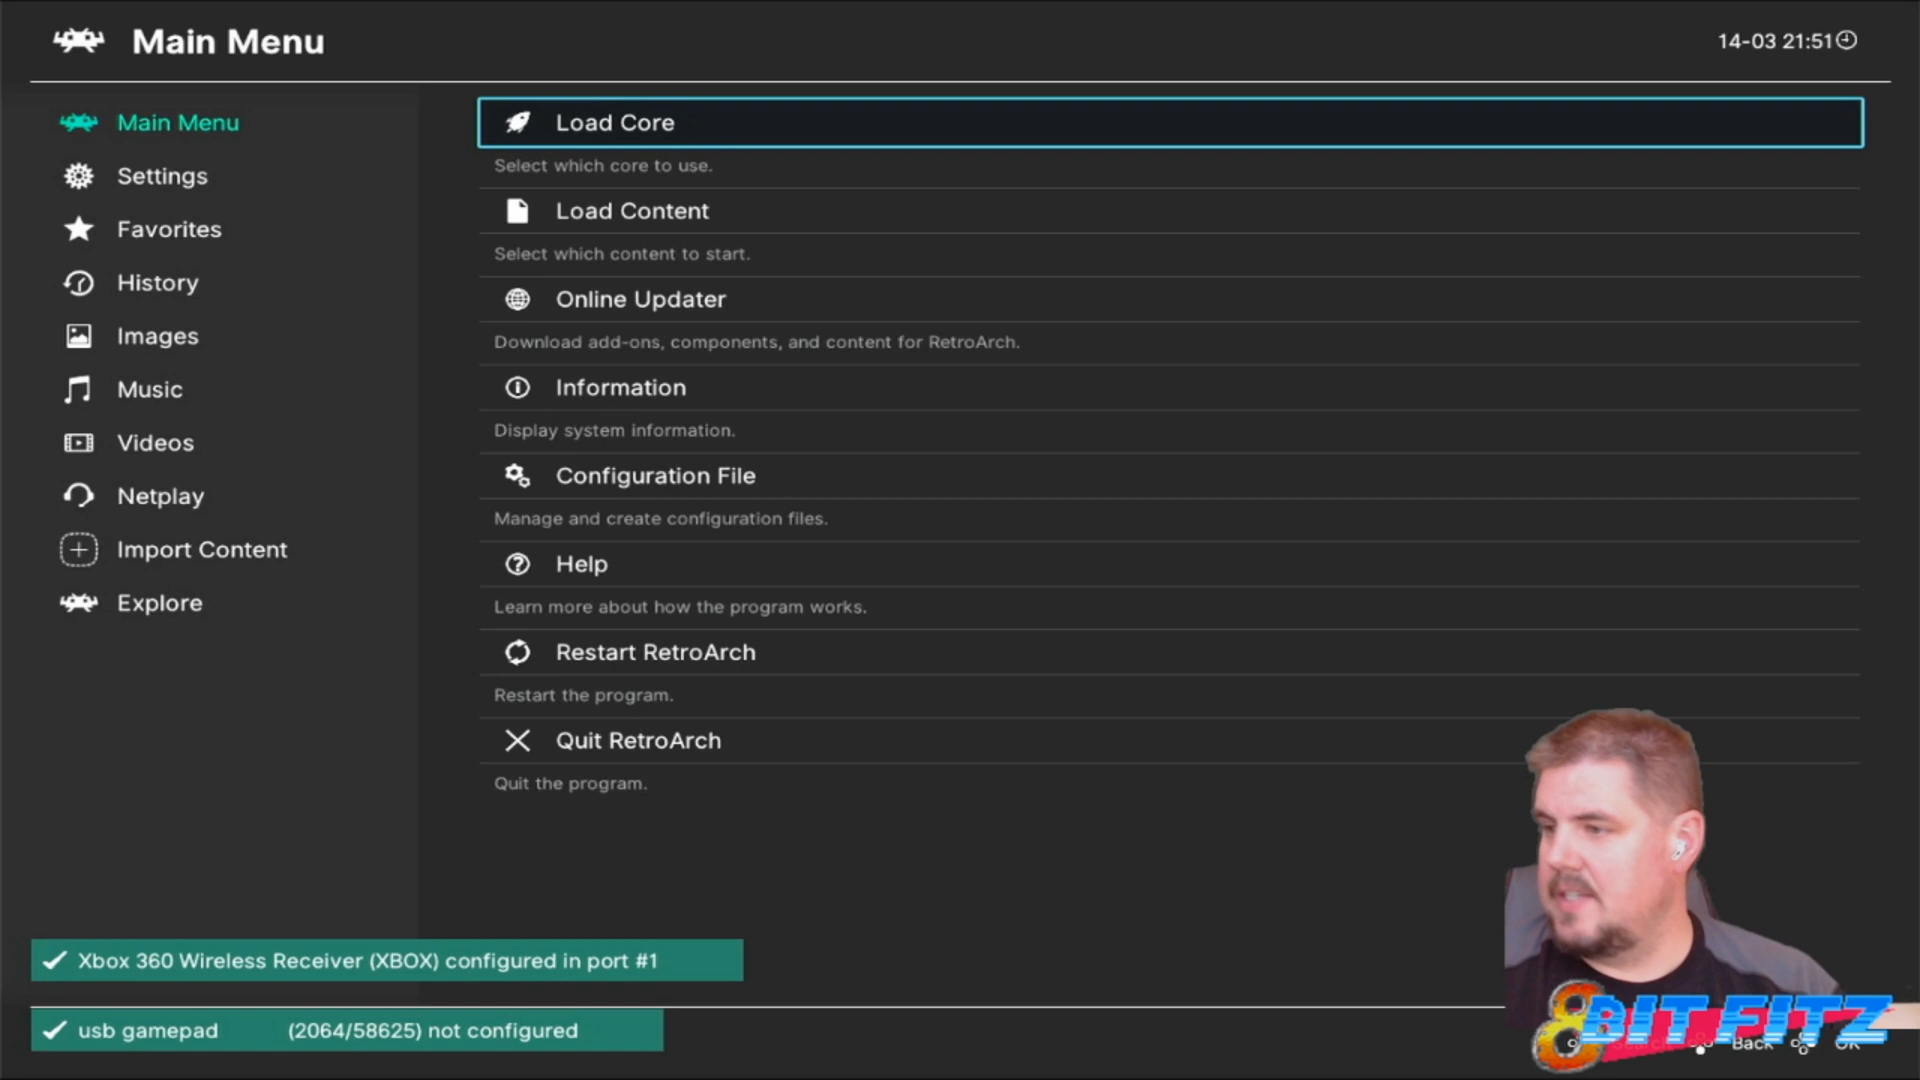 Main Menu
14-03 21:51
Main Menu
Settings
Favorites
History
Images
Music
Videos
Netplay
Import Content
Explore
Load Core
Select which core to use.
Load Content
Select which content to start.
Online Updater
Download add-ons, components, and content for RetroArch.
Information
Display system information.
Configuration File
Manage and create configuration files.
Help
Learn more about how the program works.
Restart RetroArch
Restart the program.
Quit RetroArch
Quit the program.
Xbox 360 Wireless Receiver (XBOX) configured in port #1
usb gamepad (2064/58625) not configured
8BIT FITZ
Back OK